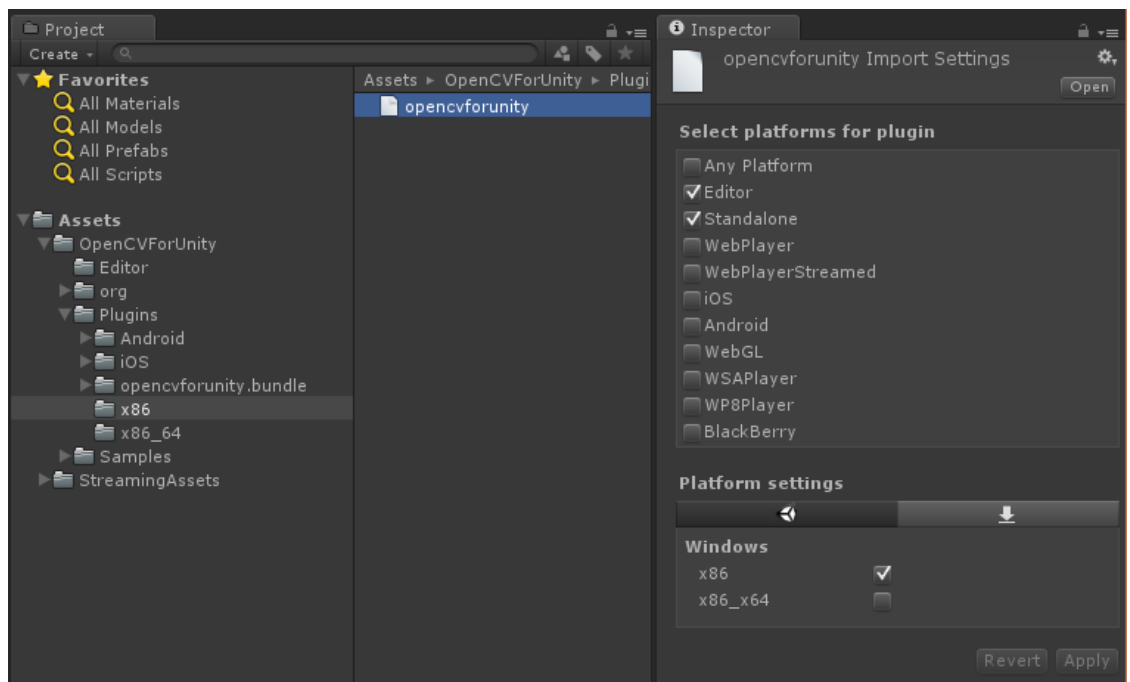 Project
Create
Favorites
All Materials
All Models
All Prefabs
All Scripts
Assets
OpenCVForUnity
Editor
org
Plugins
Android
iOS
opencvforunity.bundle
x86
x86_64
Samples
StreamingAssets
Assets ▸ OpenCVForUnity ▸ Plugi
opencvforunity
Inspector
opencvforunity Import Settings
Open
Select platforms for plugin
Any Platform
Editor
Standalone
WebPlayer
WebPlayerStreamed
iOS
Android
WebGL
WSAPlayer
WP8Player
BlackBerry
Platform settings
Windows
x86
x86_x64
Revert Apply